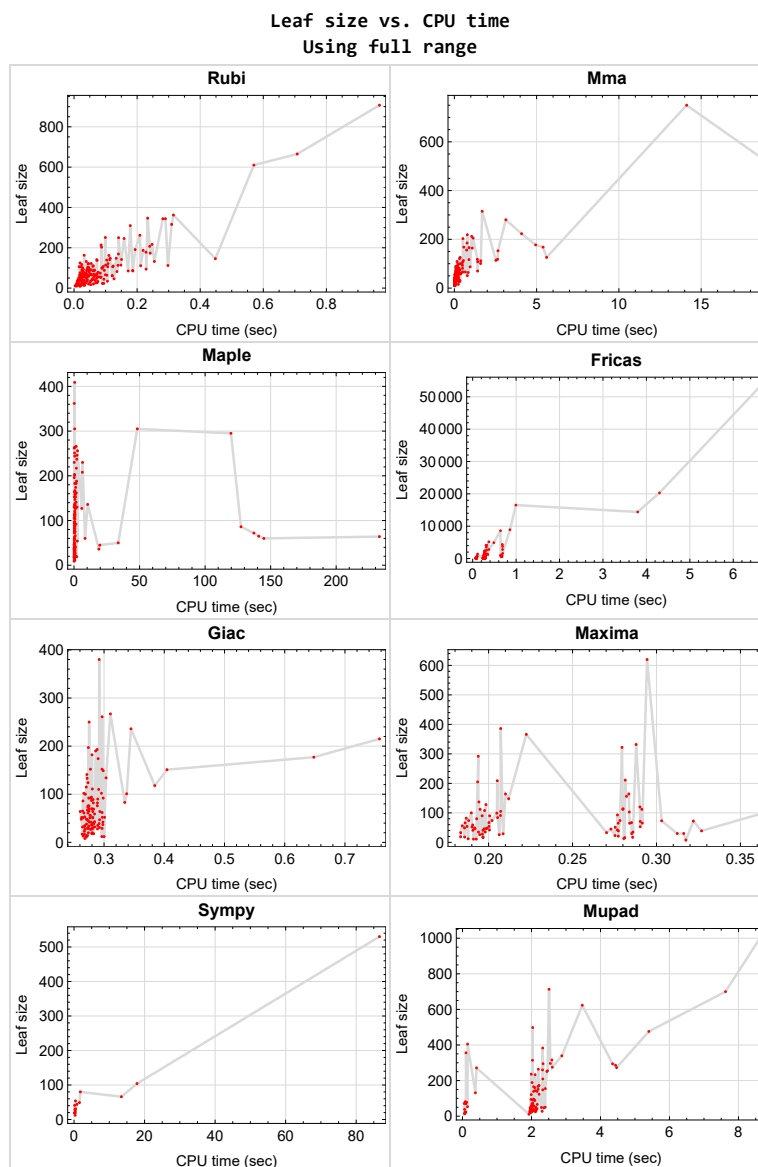 Leaf size vs. CPU time
Using full range
Rubi
Leaf size
800
600
400
200
0
0.0 0.2 0.4 0.6 0.8
CPU time (sec)
Mma
Leaf size
600
400
200
0
0 5 10 15
CPU time (sec)
Maple
Leaf size
400
300
200
100
0
0 50 100 150 200
CPU time (sec)
Fricas
Leaf size
50 000
40 000
30 000
20 000
10 000
0
0 1 2 3 4 5 6
CPU time (sec)
Giac
Leaf size
400
300
200
100
0
0.3 0.4 0.5 0.6 0.7
CPU time (sec)
Maxima
Leaf size
600
500
400
300
200
100
0
0.20 0.25 0.30 0.35
CPU time (sec)
Sympy
Leaf size
500
400
300
200
100
0
0 20 40 60 80
CPU time (sec)
Mupad
Leaf size
1000
800
600
400
200
0
0 2 4 6 8
CPU time (sec)